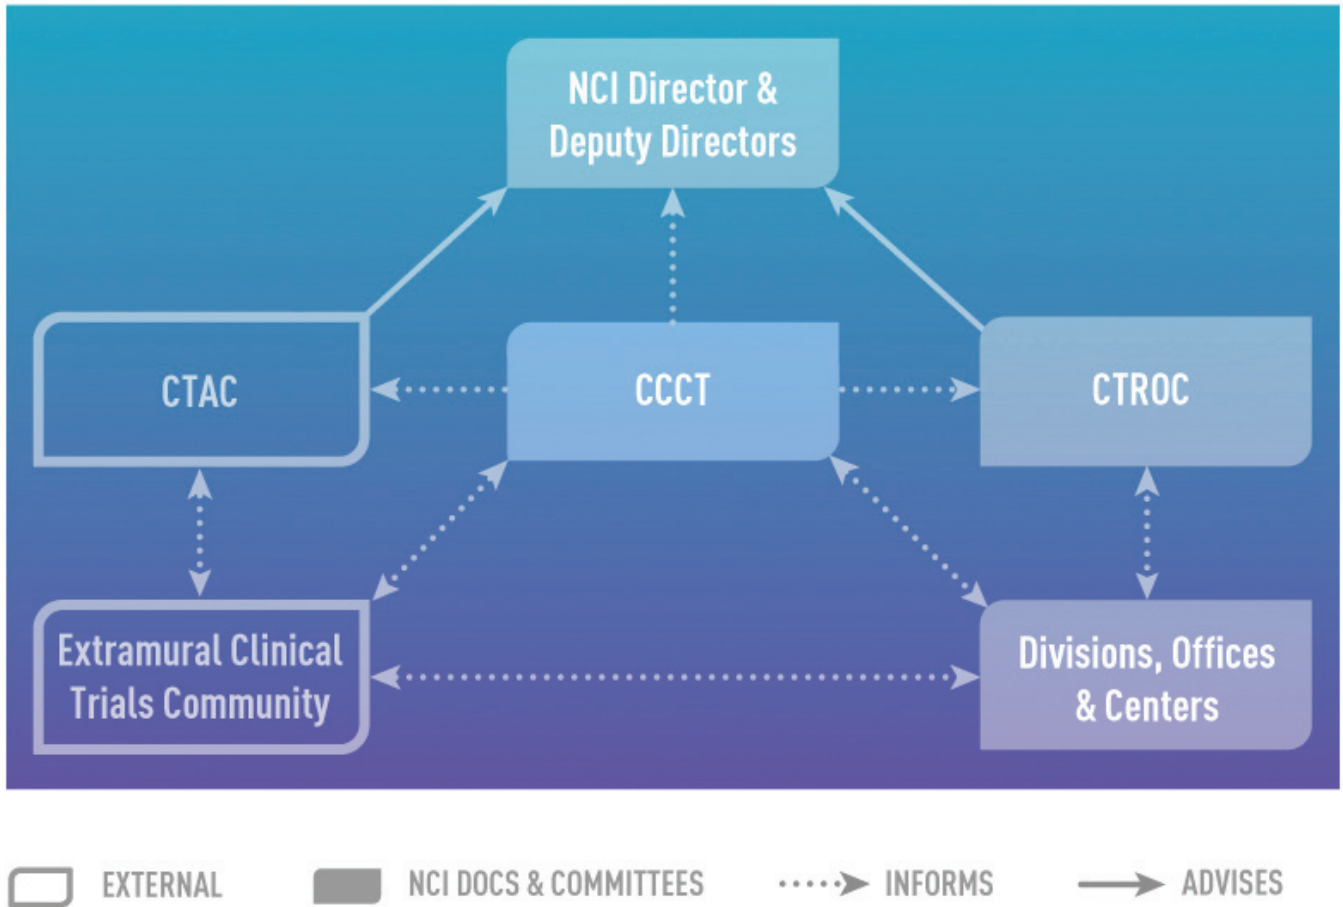 NCI Director &
Deputy Directors
CTAC
CCCT
CTROC
Extramural Clinical
Trials Community
Divisions, Offices
& Centers
EXTERNAL
NCI DOCS & COMMITTEES
INFORMS
ADVISES